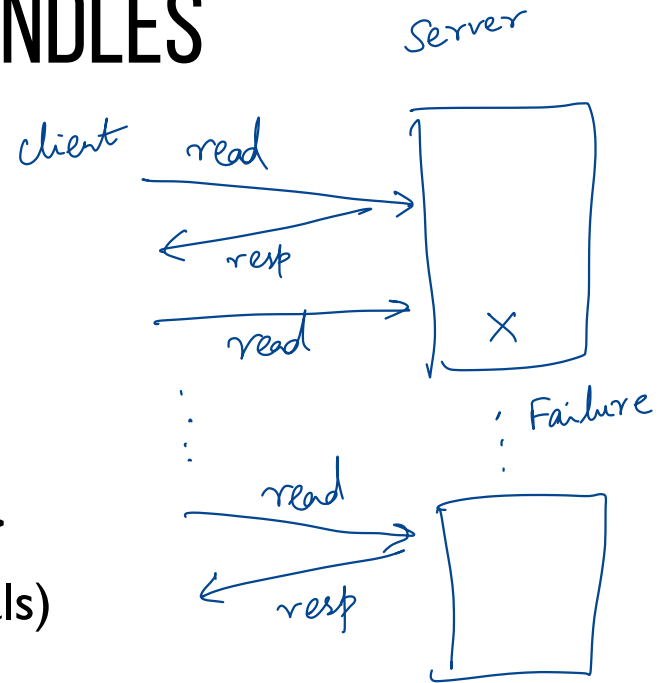 NDLES
Server
client
read
resp
read
X
Failure
read
ls)
resp